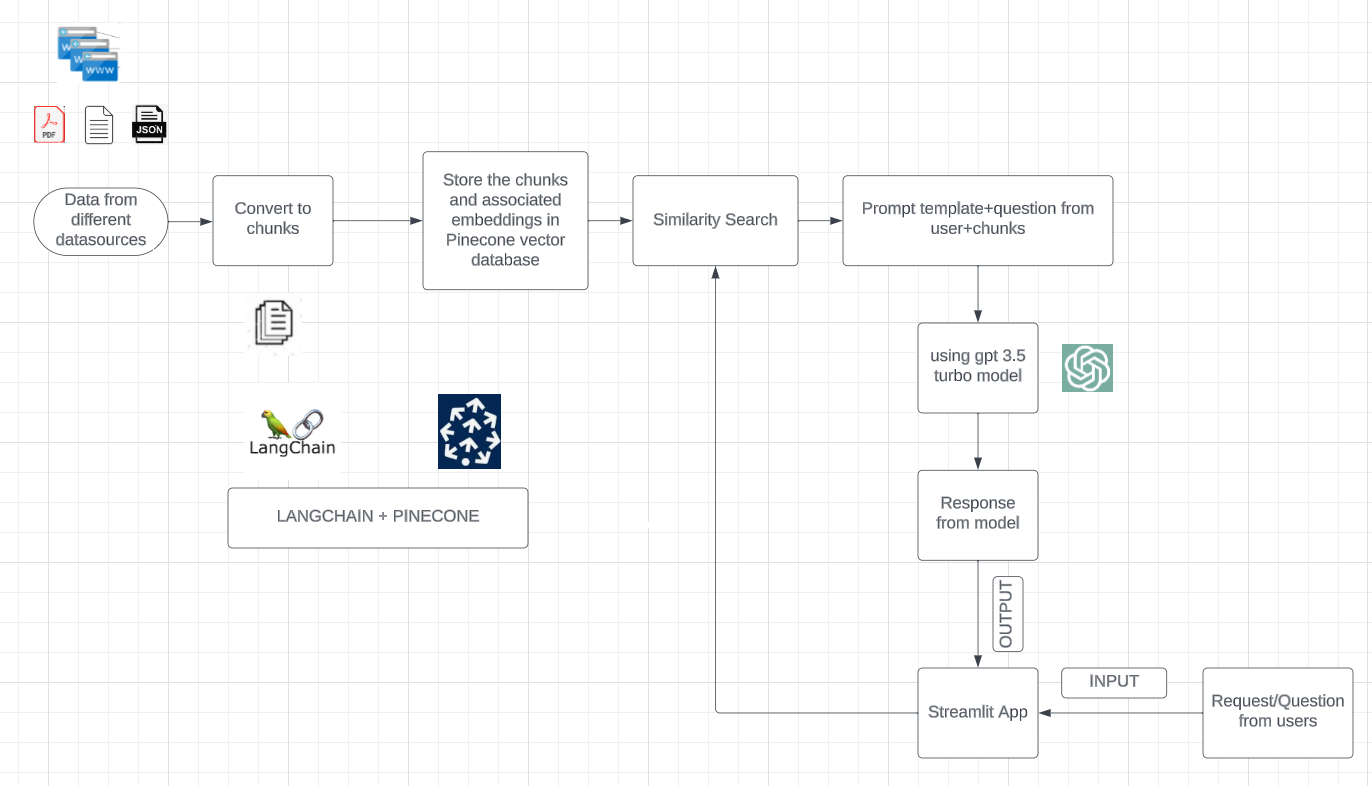 W
W
WWW
PDF
JSON
Data from
different
datasources
Convert to
chunks
Store the chunks
and associated
embeddings in
Pinecone vector
database
Similarity Search
Prompt template+question from
user+chunks
using gpt 3.5
turbo model
LangChain
LANGCHAIN + PINECONE
Response
from model
OUTPUT
Streamlit App
INPUT
Request/Question
from users